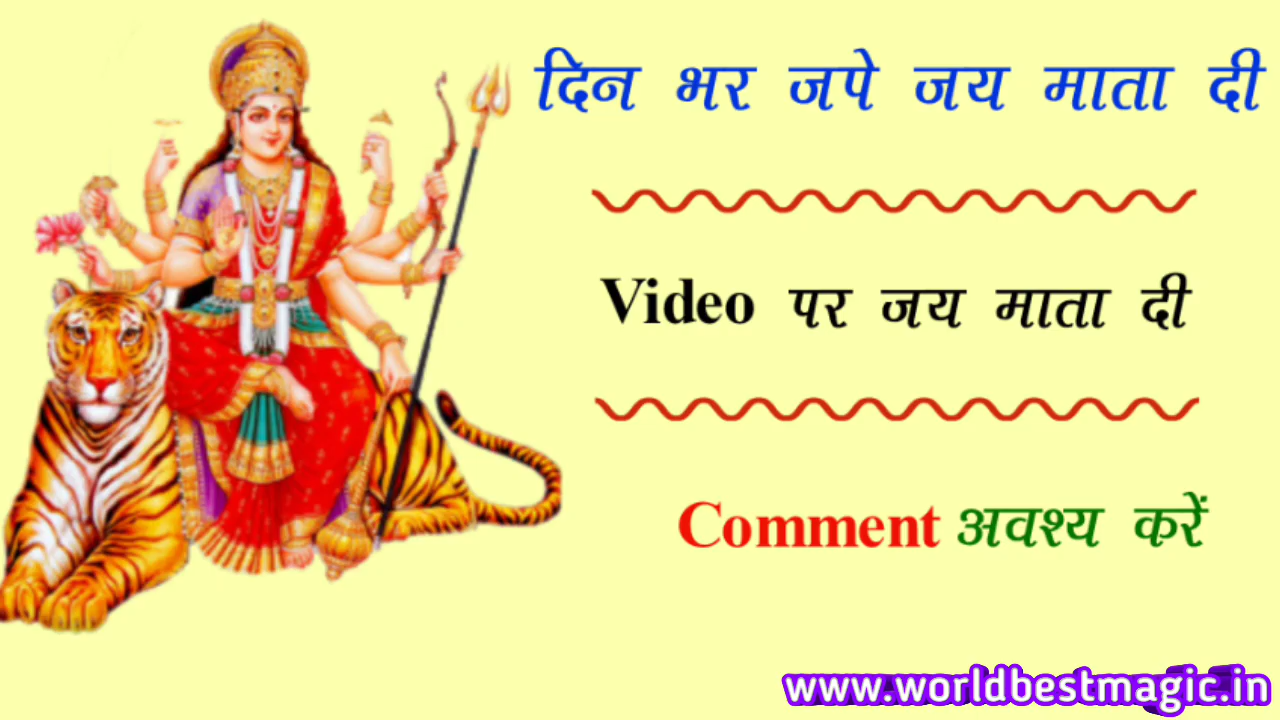 दिन भर जपे जय माता दी
Video पर जय माता दी
Comment अवश्य करें
www.worldbestmagic.in